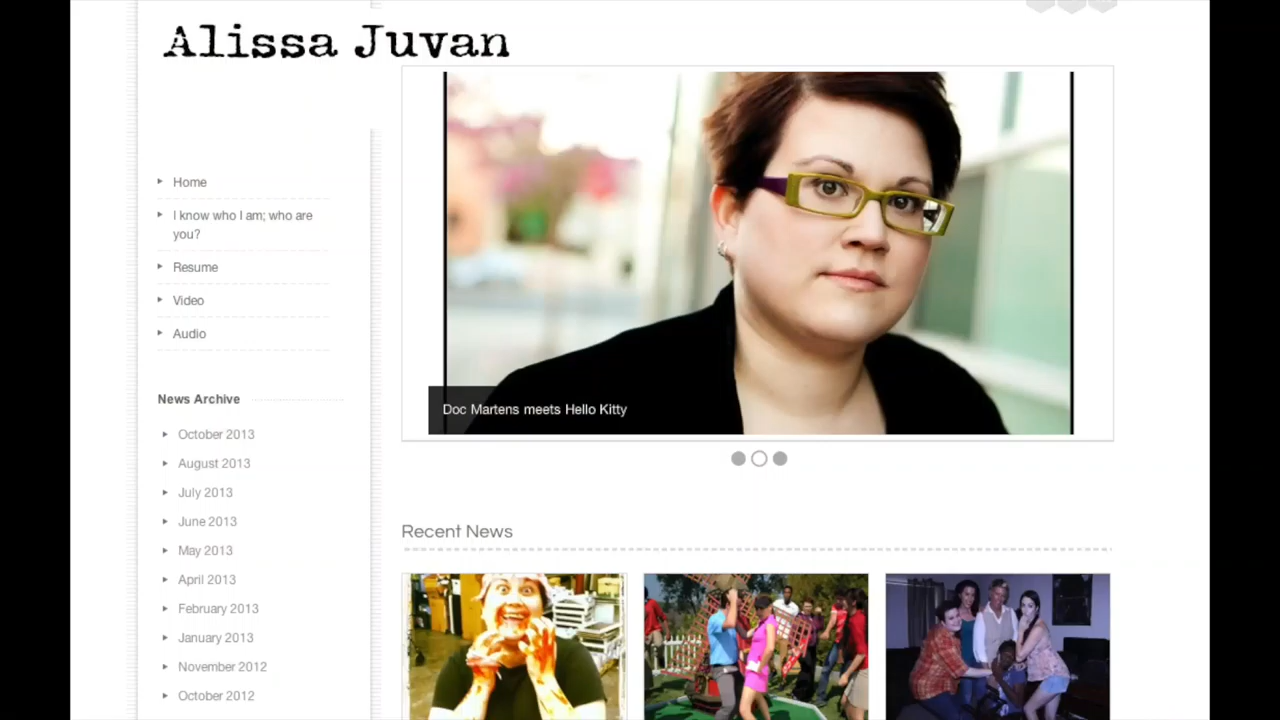 Alissa Juvan
Home
I know who I am; who are
you?
Resume
Video
Audio
News Archive
October 2013
August 2013
July 2013
June 2013
May 2013
April 2013
February 2013
January 2013
November 2012
October 2012
Doc Martens meets Hello Kitty
Recent News